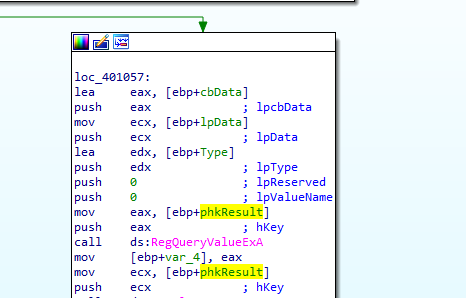 loc_401057:
lea eax, [ebp+cbData]
push eax ; lpcbData
mov ecx, [ebp+lpData]
push ecx ; lpData
lea edx, [ebp+Type]
push edx ; lpType
push 0 ; lpReserved
push 0 ; lpValueName
mov eax, [ebp+phkResult]
push eax ; hKey
call ds:RegQueryValueExA
mov [ebp+var_4], eax
mov ecx, [ebp+phkResult]
push ecx ; hKey